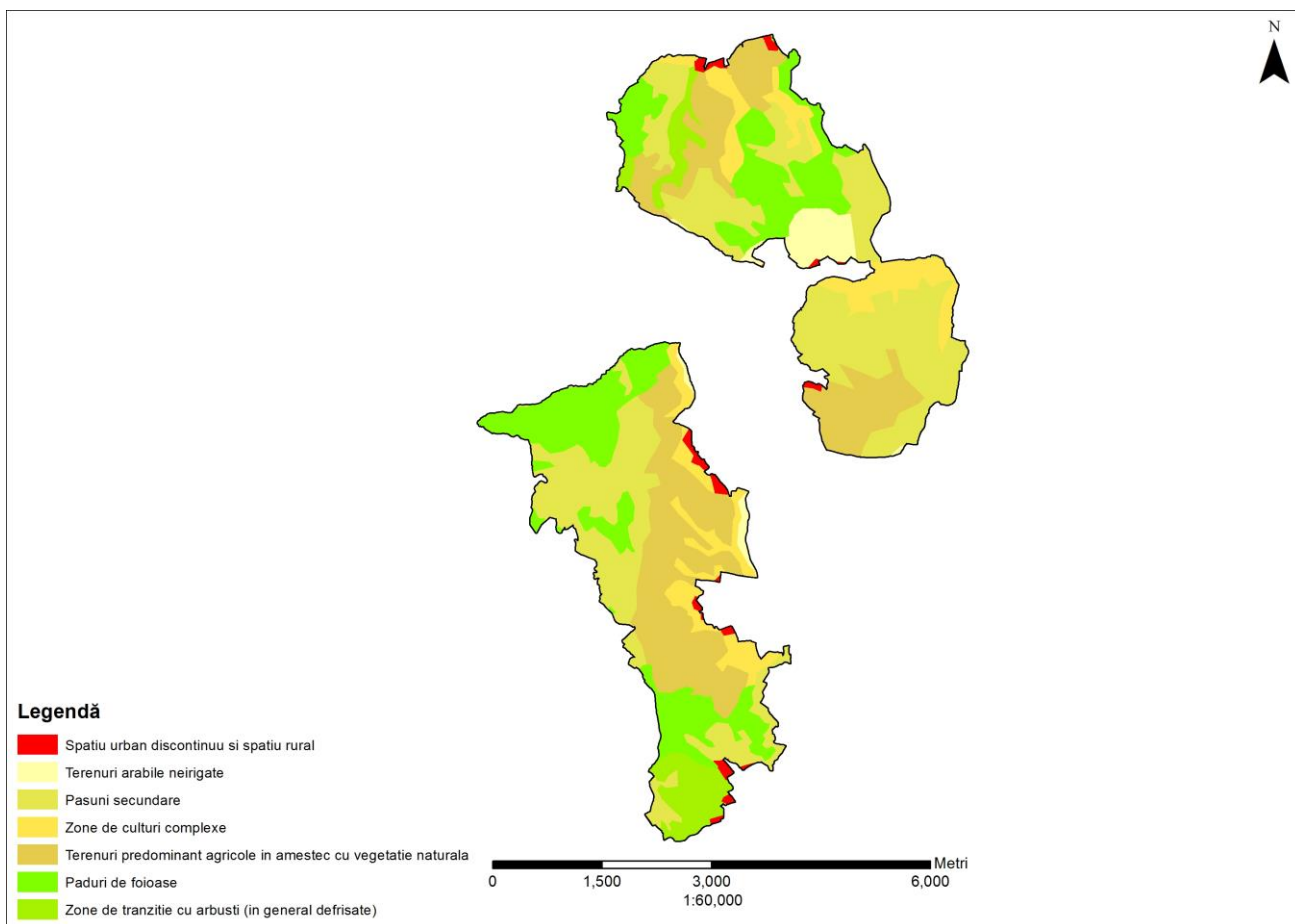 N
Legendă
Spatiu urban discontinuu si spatiu rural
Terenuri arabile neirigate
Pasuni secundare
Zone de culturi complexe
Terenuri predominant agricole in amestec cu vegetatie naturala
Paduri de foioase
Zone de tranzitie cu arbusti (in general defrisate)
Metri
0 1,500 3,000 6,000
1:60,000